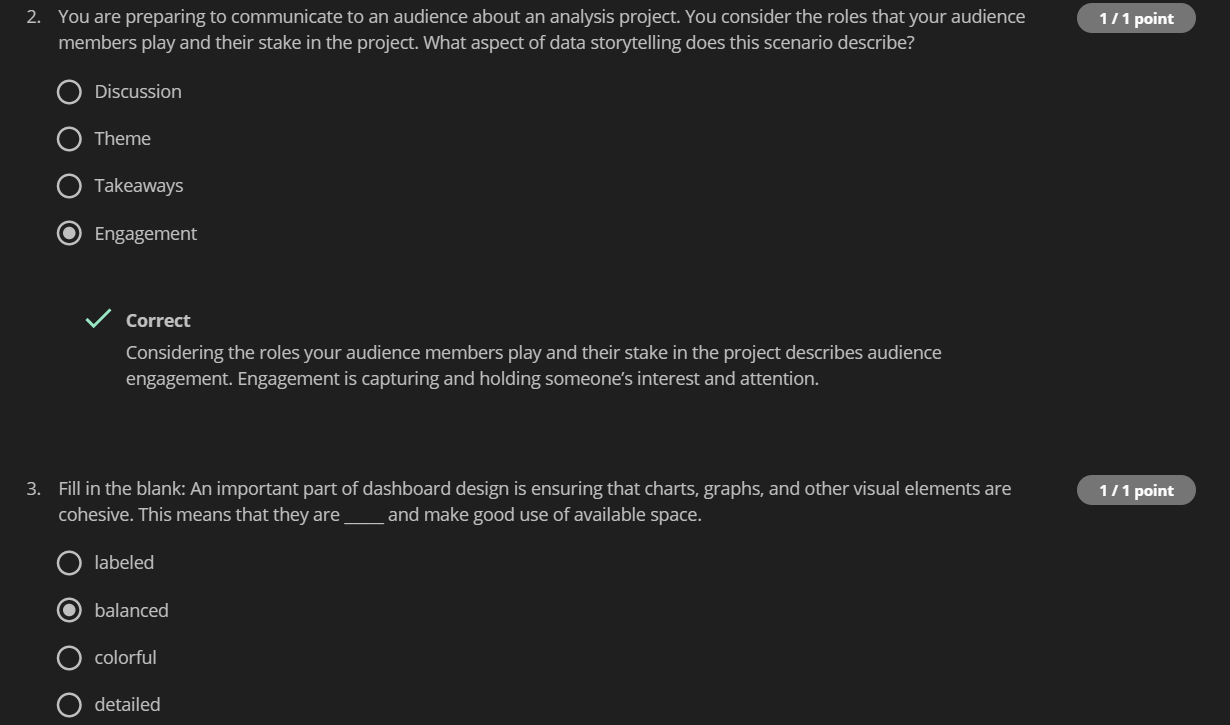 2. You are preparing to communicate to an audience about an analysis project. You consider the roles that your audience 1 / 1 point
members play and their stake in the project. What aspect of data storytelling does this scenario describe?
Discussion
Theme
Takeaways
Engagement
Correct
Considering the roles your audience members play and their stake in the project describes audience
engagement. Engagement is capturing and holding someone’s interest and attention.
3. Fill in the blank: An important part of dashboard design is ensuring that charts, graphs, and other visual elements are 1 / 1 point
cohesive. This means that they are _____ and make good use of available space.
labeled
balanced
colorful
detailed